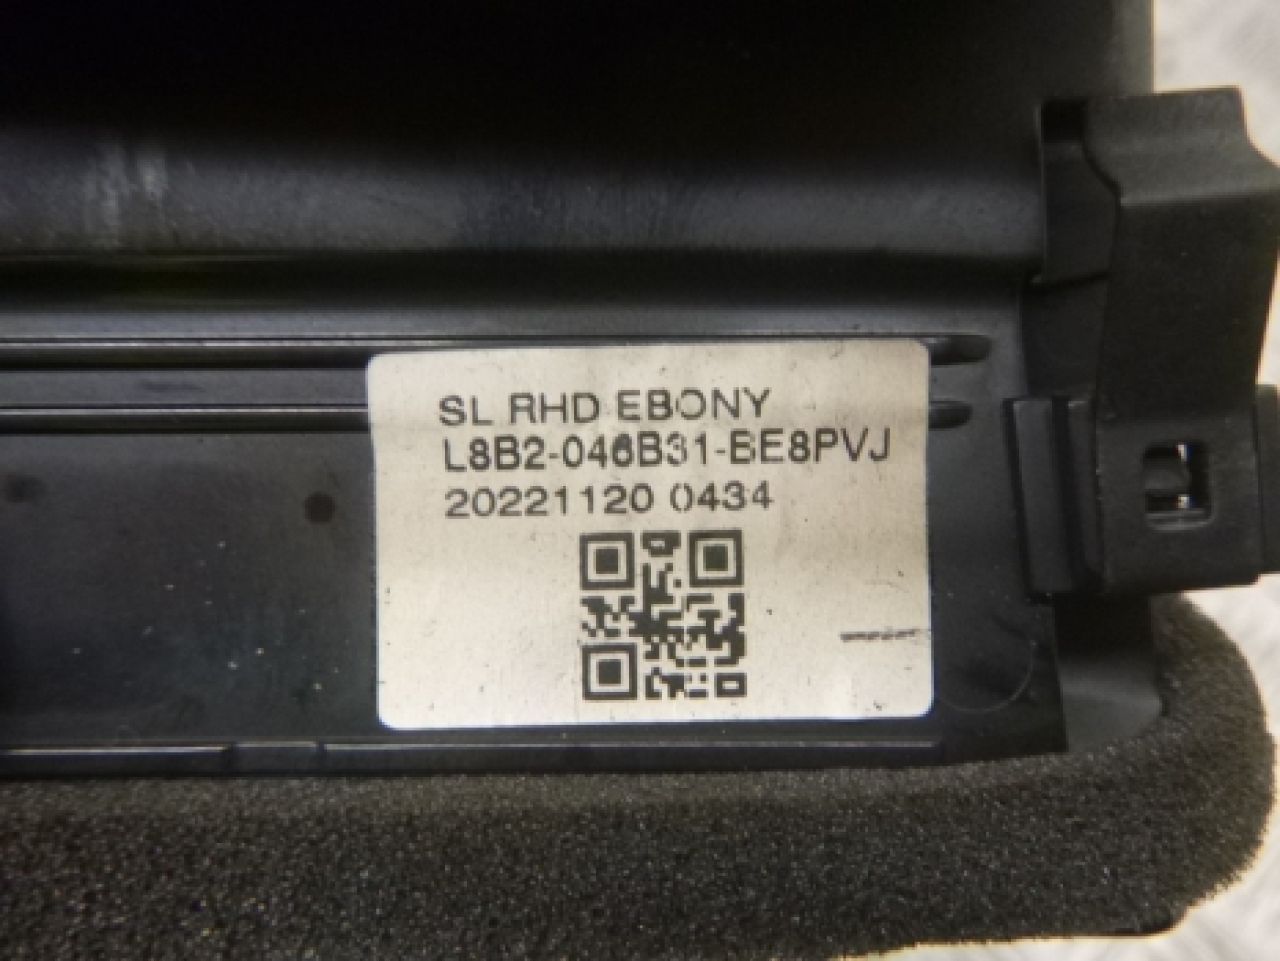 SL RHD EBONY
L8B2-046B31-BE8PVJ
20221120 0434